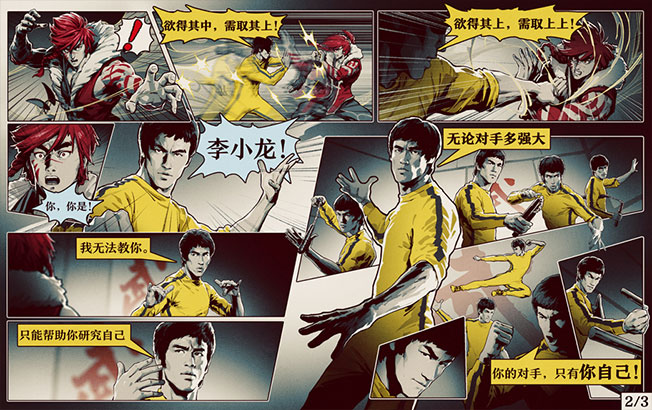 !
欲得其中，需取其上！
欲得其上，需取上上！
李小龙！
你，你是！
我无法教你。
只能帮助你研究自己
无论对手多强大
武
你的对手，只有你自己！
2/3